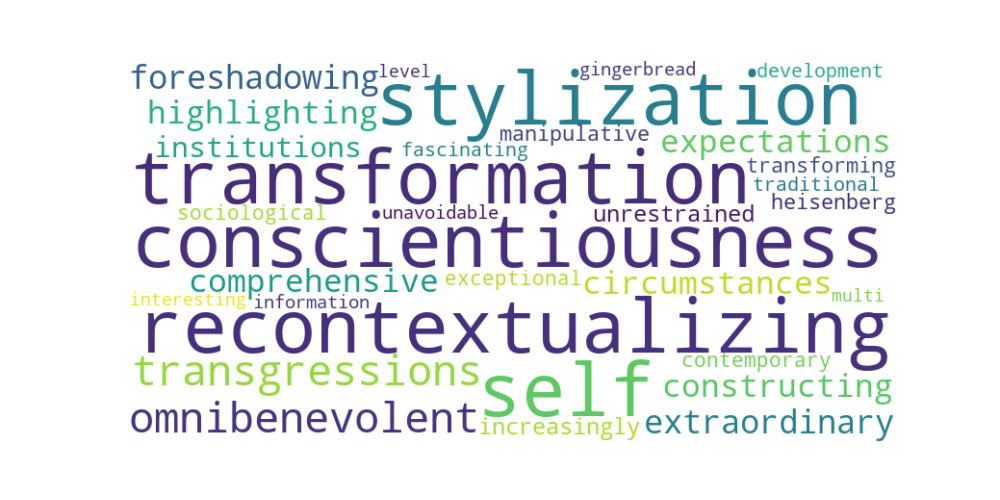 foreshadowing level gingerbread development
highlighting stylization
institutions fascinating manipulative expectations
transformation transforming
traditional
sociological unavoidable unrestrained heisenberg
conscientiousness
comprehensive exceptional circumstances
interesting information multi
recontextualizing
transgressions self contemporary
constructing
omnibenevolent increasingly extraordinary